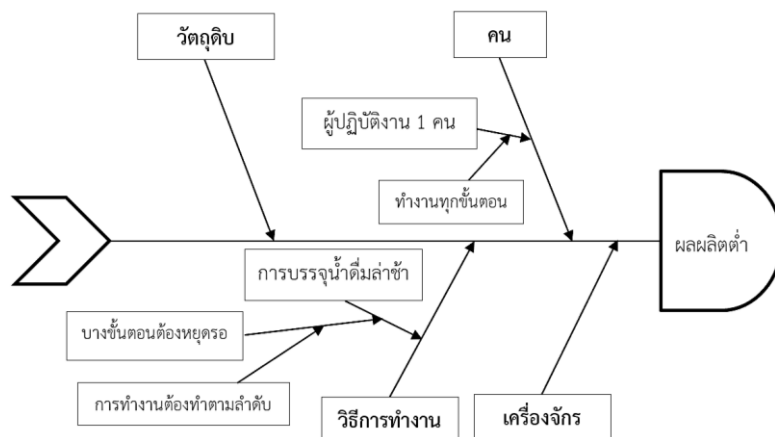 วัตถุดิบ
คน
ผู้ปฏิบัติงาน 1 คน
ทำงานทุกขั้นตอน
ผลผลิตต่ำ
การบรรจุน้ำดื่มล่าช้า
บางขั้นตอนต้องหยุดรอ
การทำงานต้องทำตามลำดับ
วิธีการทำงาน
เครื่องจักร